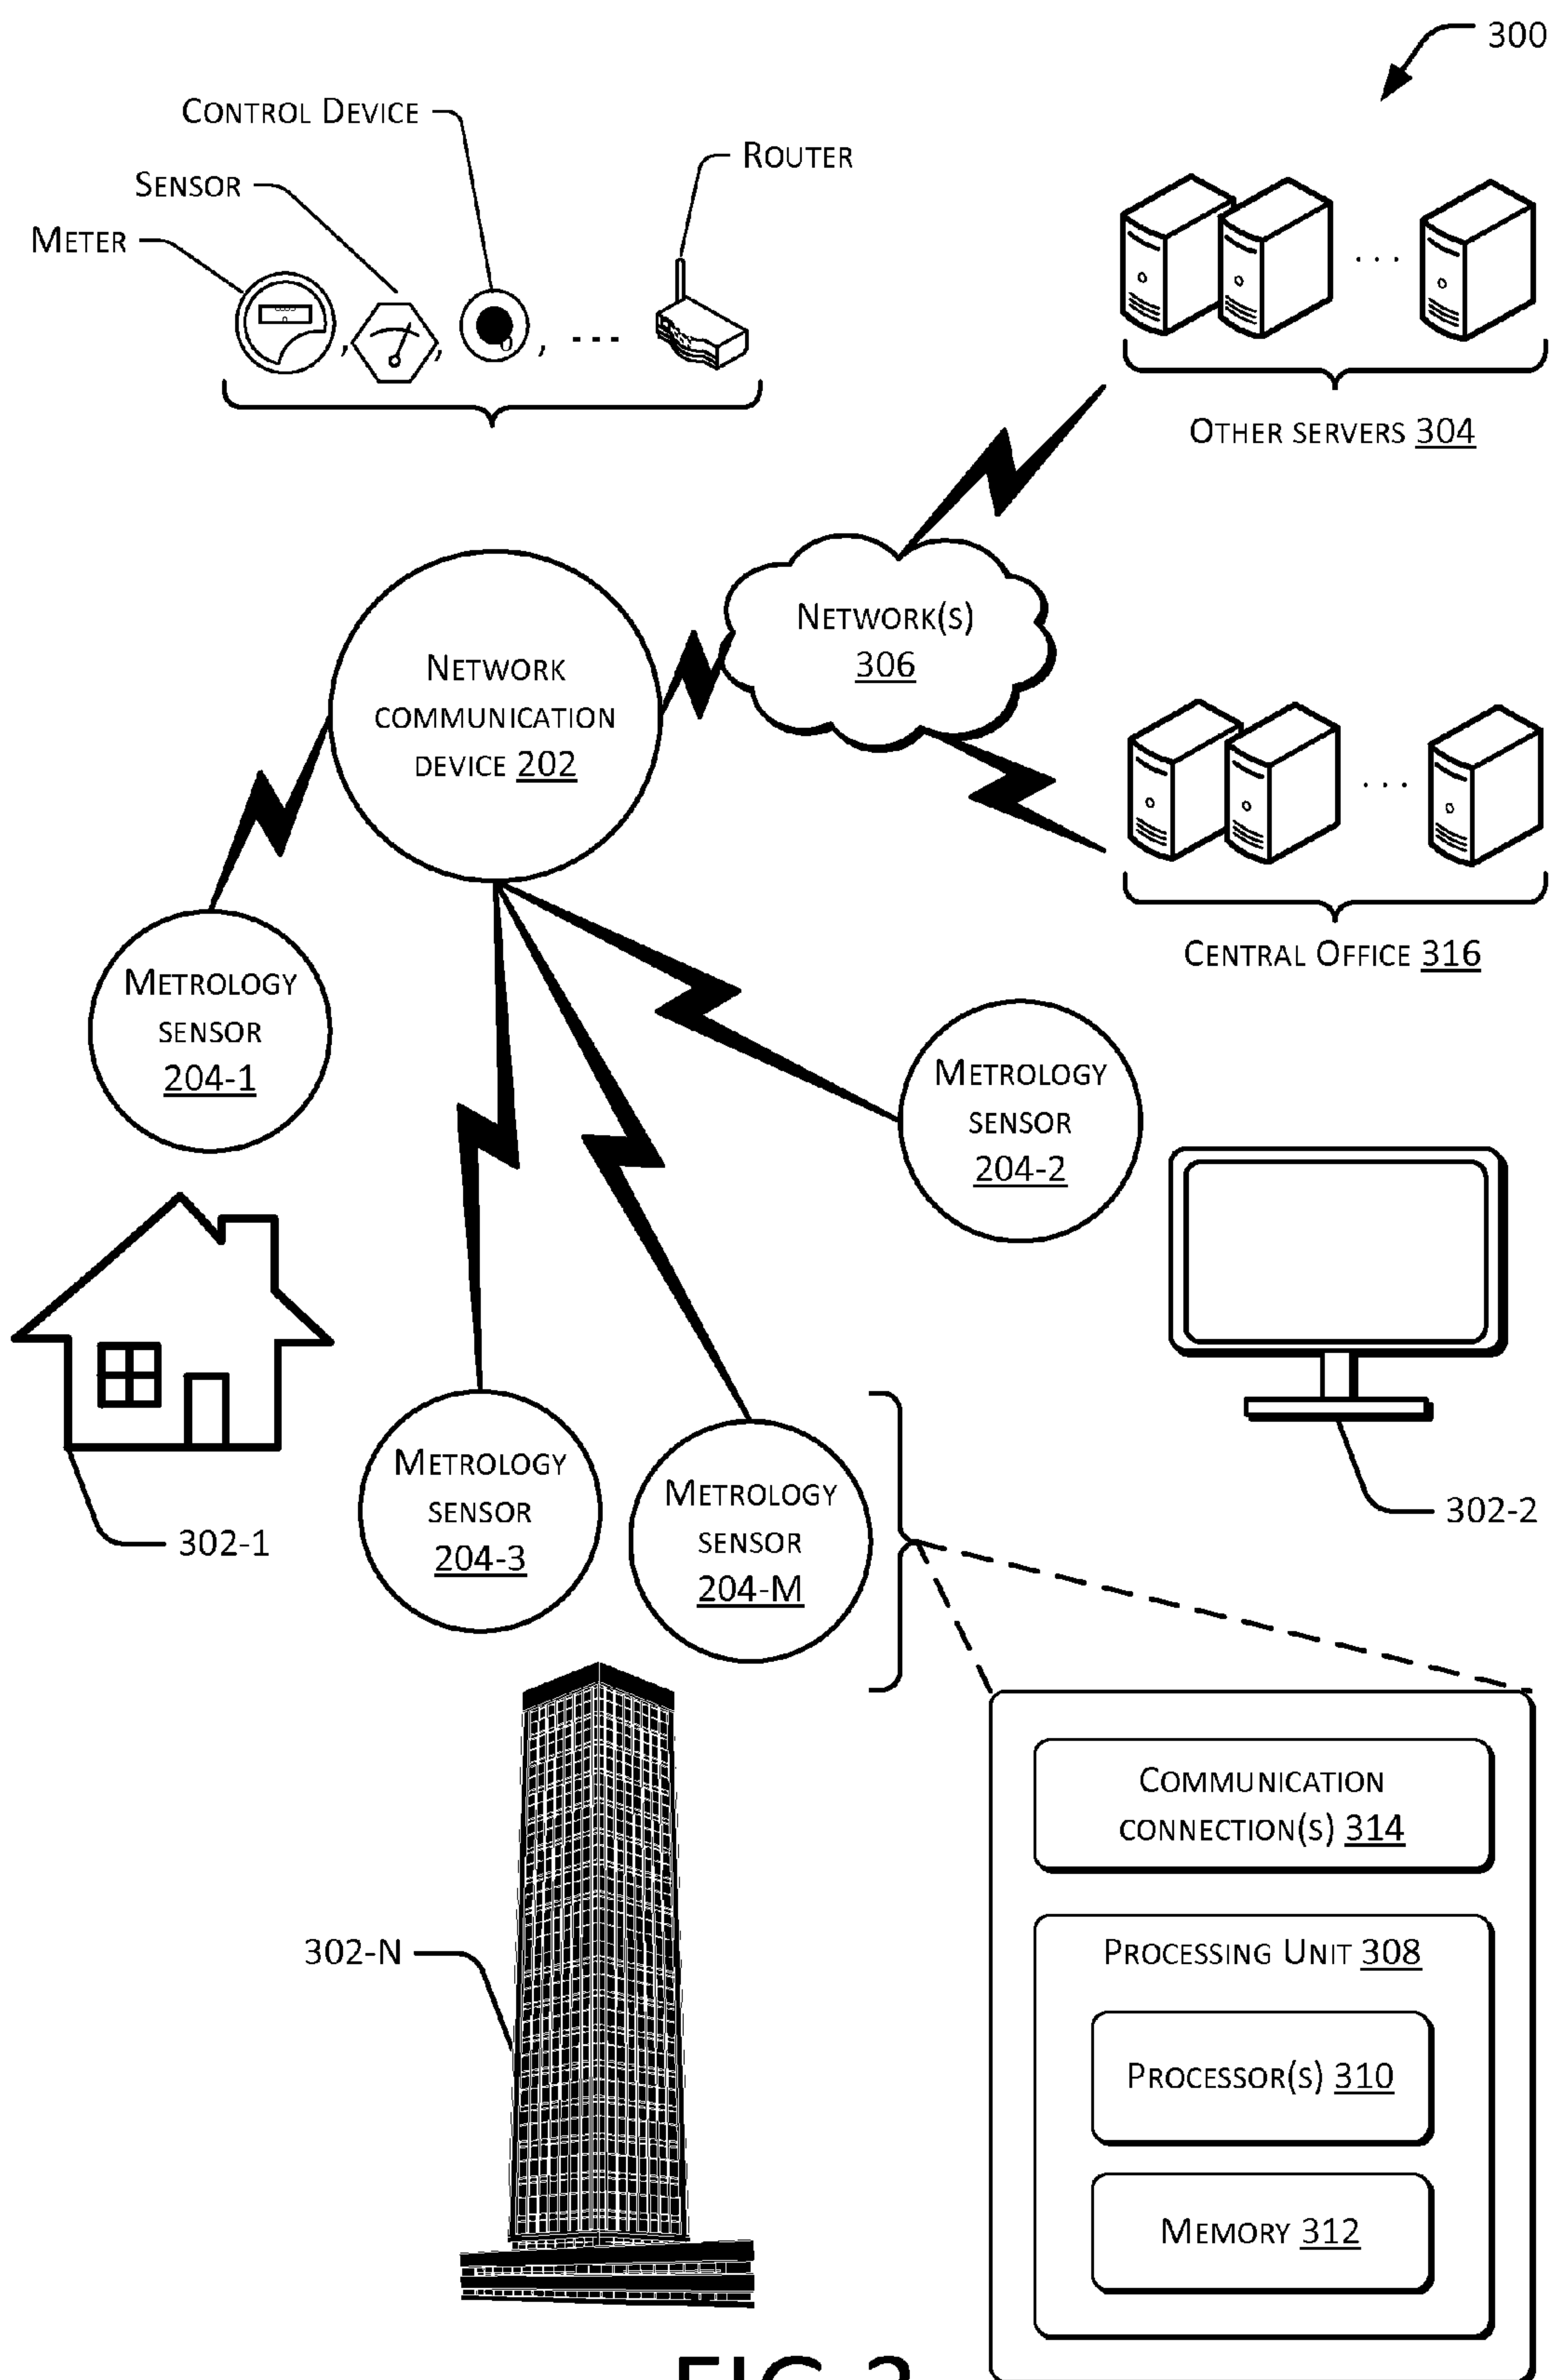 300
CONTROL DEVICE
ROUTER
SENSOR
METER
OTHER SERVERS 304
NETWORK(S)
306
NETWORK
COMMUNICATION
DEVICE 202
CENTRAL OFFICE 316
METROLOGY
SENSOR
204-1
METROLOGY
SENSOR
204-2
METROLOGY
SENSOR
204-3
METROLOGY
SENSOR
204-M
302-1
302-2
302-N
COMMUNICATION
CONNECTION(S) 314
PROCESSING UNIT 308
PROCESSOR(S) 310
MEMORY 312